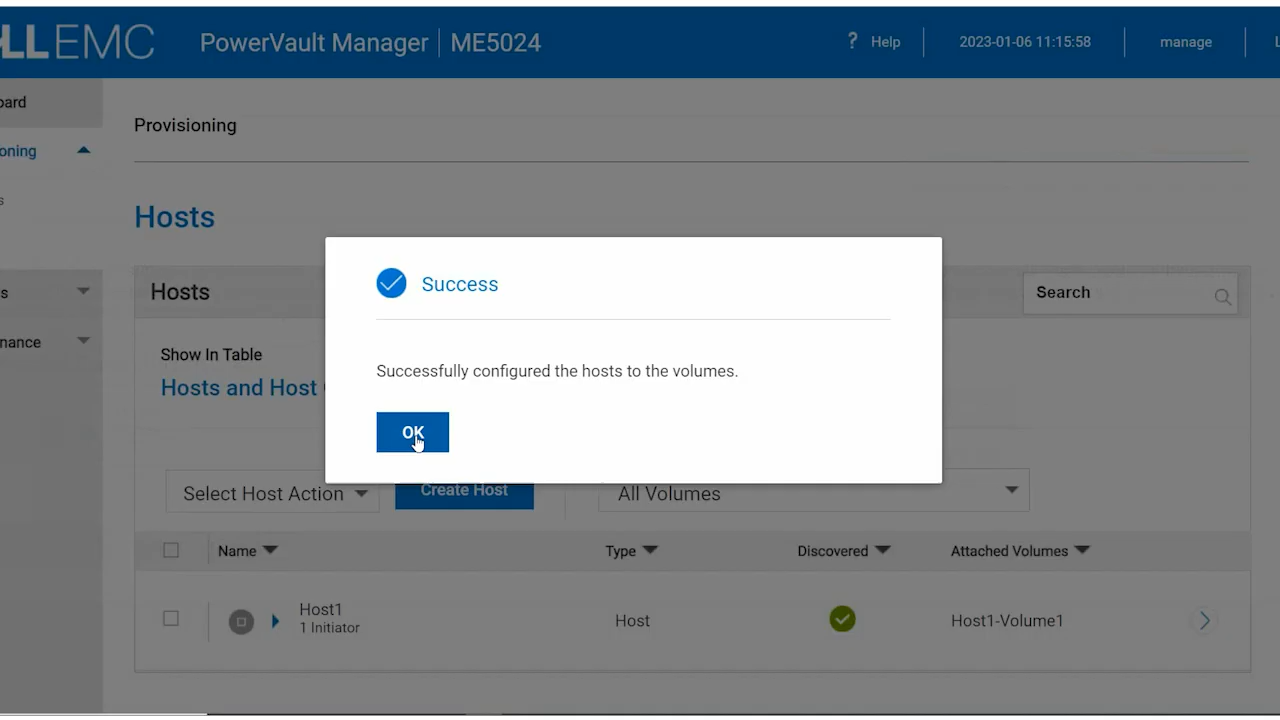 LLEMC PowerVault Manager ME5024 ? Help 2023-01-06 11:15:58 manage
oard
Provisioning
oning
s
Hosts
s
Hosts
Search
nance
Show In Table
Hosts and Host
Success
Successfully configured the hosts to the volumes.
OK
Select Host Action
Create Host
All Volumes
Name Type Discovered Attached Volumes
Host1
1 Initiator
Host
Host1-Volume1